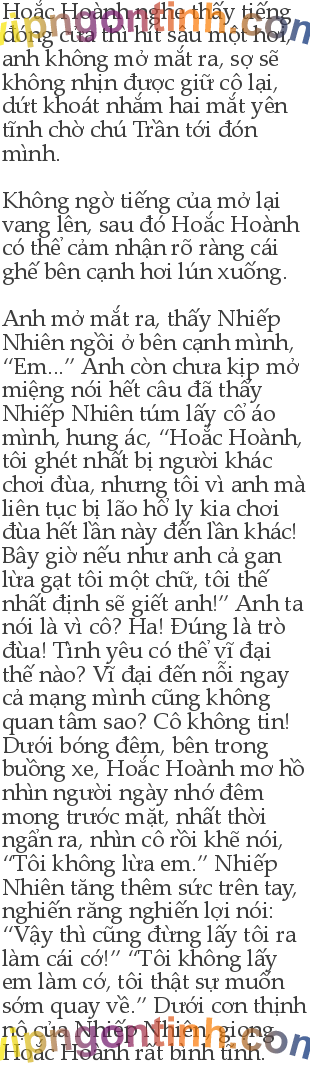 Hoắc Hoành nghe thấy tiếng
đóng cửa thì hít sâu một hơi,
anh không mở mắt ra, sợ sẽ
không nhịn được giữ cô lại,
dứt khoát nhắm hai mắt yên
tĩnh chờ chú Trần tới đón
mình.
Không ngờ tiếng của mở lại
vang lên, sau đó Hoắc Hoành
có thể cảm nhận rõ ràng cái
ghế bên cạnh hơi lún xuống.
Anh mở mắt ra, thấy Nhiếp
Nhiên ngồi ở bên cạnh mình,
“Em...” Anh còn chưa kịp mở
miệng nói hết câu đã thấy
Nhiếp Nhiên túm lấy cổ áo
mình, hung ác, “Hoắc Hoành,
tôi ghét nhất bị người khác
chơi đùa, nhưng tôi vì anh mà
liên tục bị lão hồ ly kia chơi
đùa hết lần này đến lần khác!
Bây giờ nếu như anh cả gan
lừa gạt tôi một chữ, tôi thế
nhất định sẽ giết anh!” Anh ta
nói là vì cô? Ha! Đúng là trò
đùa! Tình yêu có thể vĩ đại
thế nào? Vĩ đại đến nỗi ngay
cả mạng mình cũng không
quan tâm sao? Cô không tin!
Dưới bóng đêm, bên trong
buồng xe, Hoắc Hoành mơ hồ
nhìn người ngày nhớ đêm
mong trước mặt, nhất thời
ngẩn ra, nhìn cô rồi khẽ nói,
“Tôi không lừa em.” Nhiếp
Nhiên tăng thêm sức trên tay,
nghiến răng nghiến lợi nói:
“Vậy thì cũng đừng lấy tôi ra
làm cái cớ!” “Tôi không lấy
em làm cớ, tôi thật sự muốn
sớm quay về.” Dưới cơn thịnh
nộ của Nhiếp Nhiên, giọng
Hoắc Hoành rất bình tĩnh.